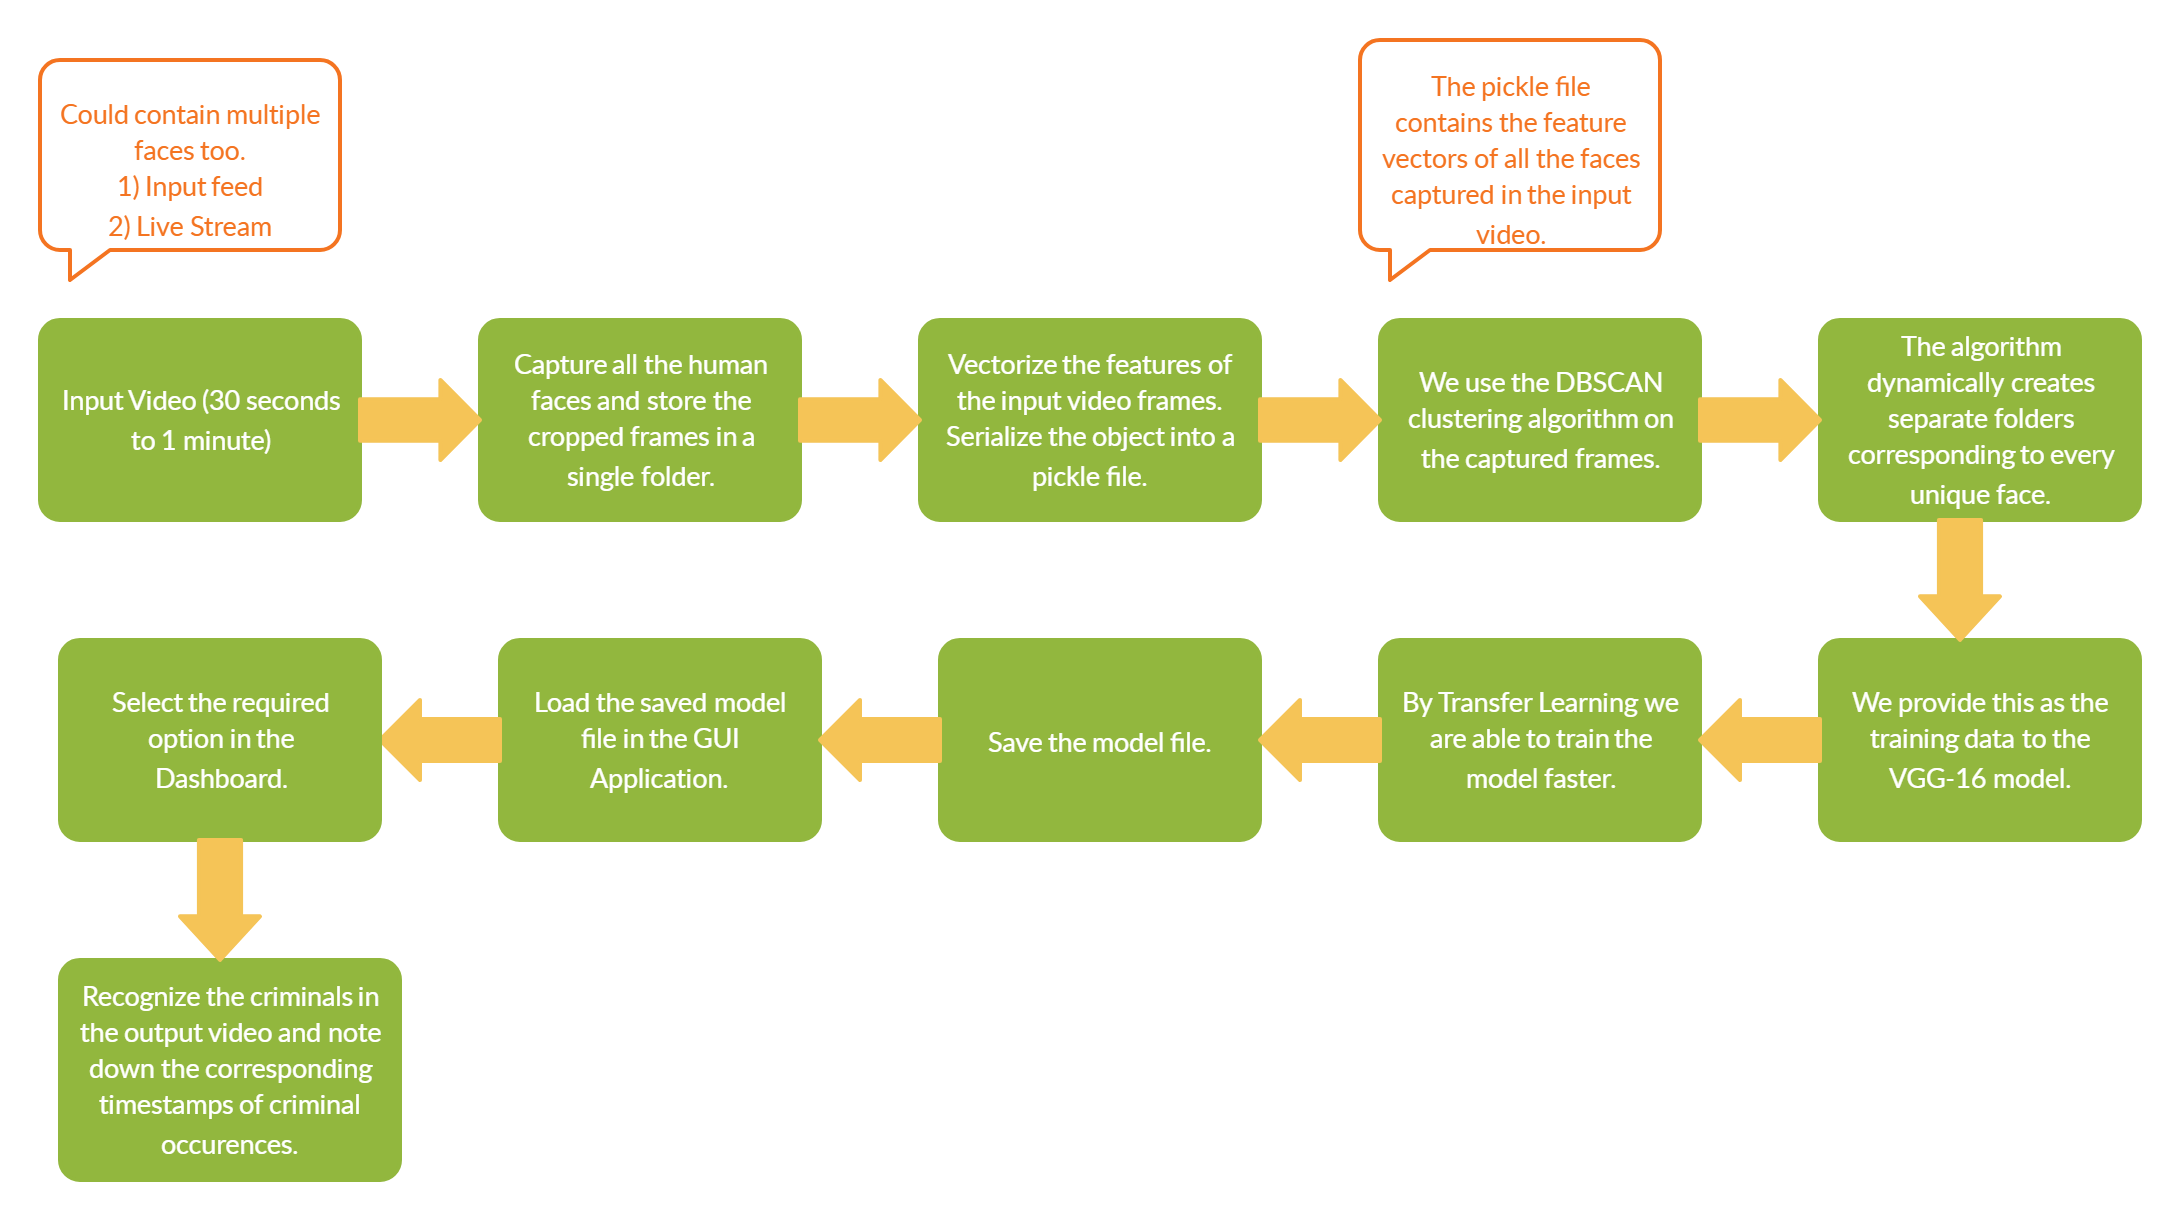 Could contain multiple
faces too.
1) Input feed
2) Live Stream
The pickle file
contains the feature
vectors of all the faces
captured in the input
video.
Input Video (30 seconds
to 1 minute)
Capture all the human
faces and store the
cropped frames in a
single folder.
Vectorize the features of
the input video frames.
Serialize the object into a
pickle file.
We use the DBSCAN
clustering algorithm on
the captured frames.
The algorithm
dynamically creates
separate folders
corresponding to every
unique face.
We provide this as the
training data to the
VGG-16 model.
By Transfer Learning we
are able to train the
model faster.
Save the model file.
Load the saved model
file in the GUI
Application.
Select the required
option in the
Dashboard.
Recognize the criminals in
the output video and note
down the corresponding
timestamps of criminal
occurences.